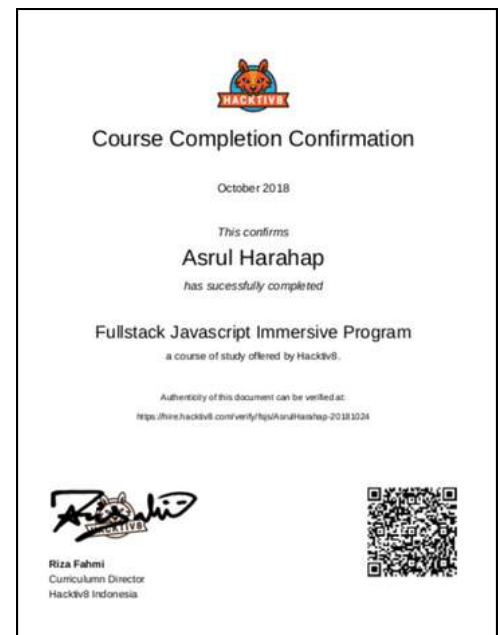 HACKTIV8
Course Completion Confirmation
October 2018
This confirms
Asrul Harahap
has sucessfully completed
Fullstack Javascript Immersive Program
a course of study offered by Hacktiv8.
Authenticity of this document can be verified at:
https://hire.hacktiv8.com/verify/fsjs/AsrulHarahap-20181024
Riza Fahmi
Curriculumn Director
Hacktiv8 Indonesia